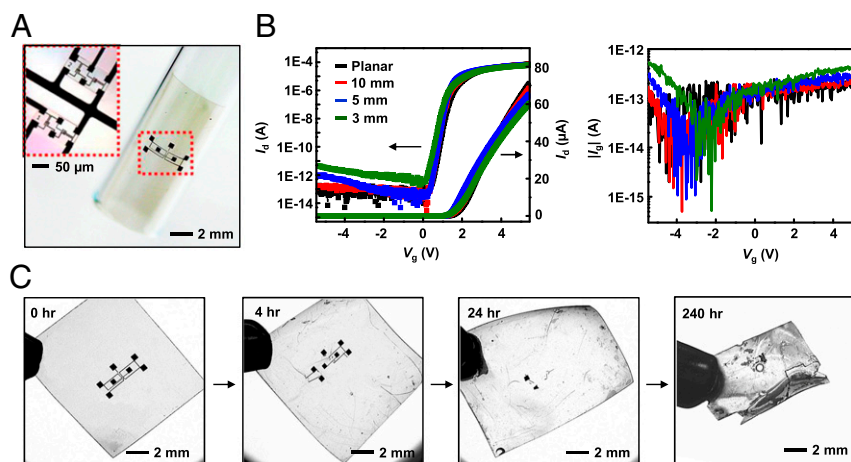 A
50 µm
2 mm
B
Planar
10 mm
5 mm
3 mm
1E-4
1E-6
1E-8
1E-10
1E-12
1E-14
I_d (A)
80
60
40
20
0
I_d (µA)
-4 -2 0 2 4
V_g (V)
1E-12
1E-13
1E-14
1E-15
|I_g| (A)
-4 -2 0 2 4
V_g (V)
C
0 hr
2 mm
4 hr
2 mm
24 hr
2 mm
240 hr
2 mm